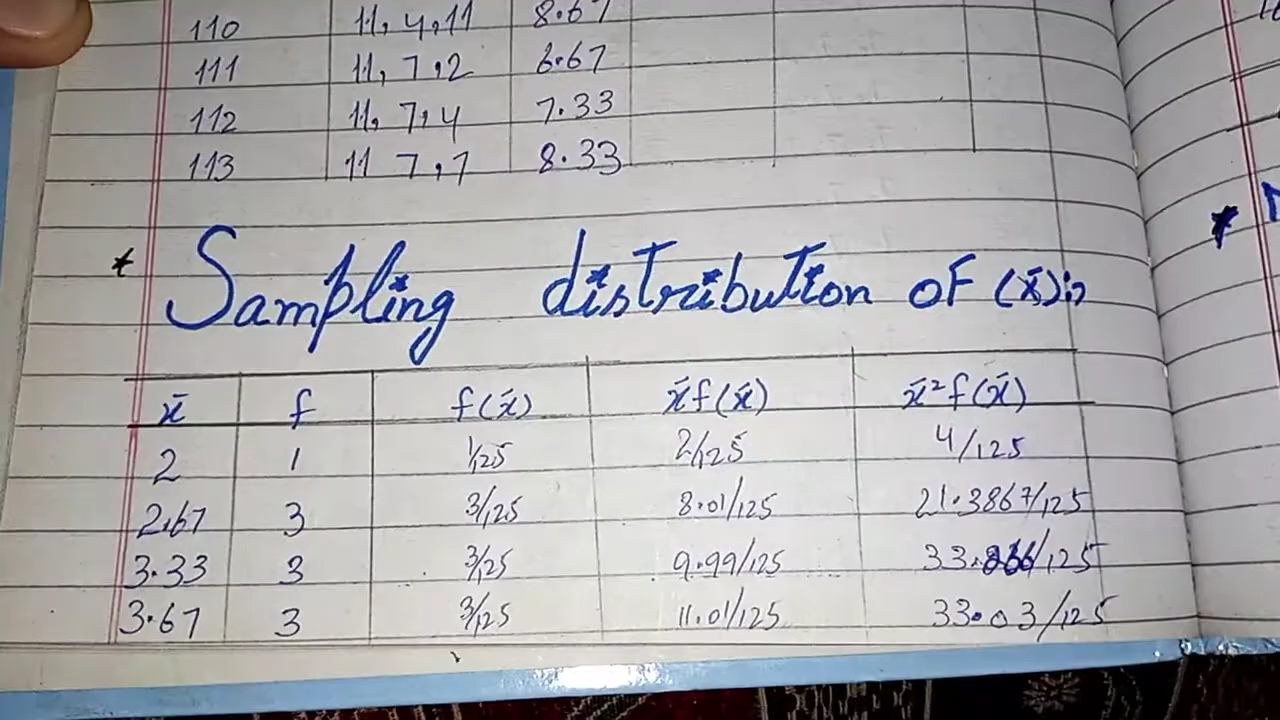 110 11, 4, 11 8.67
111 11, 7, 2 6.67
112 11, 7, 4 7.33
113 11 7, 7 8.33
* Sampling distribution of (x̄):
x̄ f f(x̄) x̄f(x̄) x̄²f(x̄)
2 1 1/125 2/125 4/125
2.67 3 3/125 8.01/125 21.3867/125
3.33 3 3/125 9.99/125
3.67 3 3/125 11.01/125 33.03/125